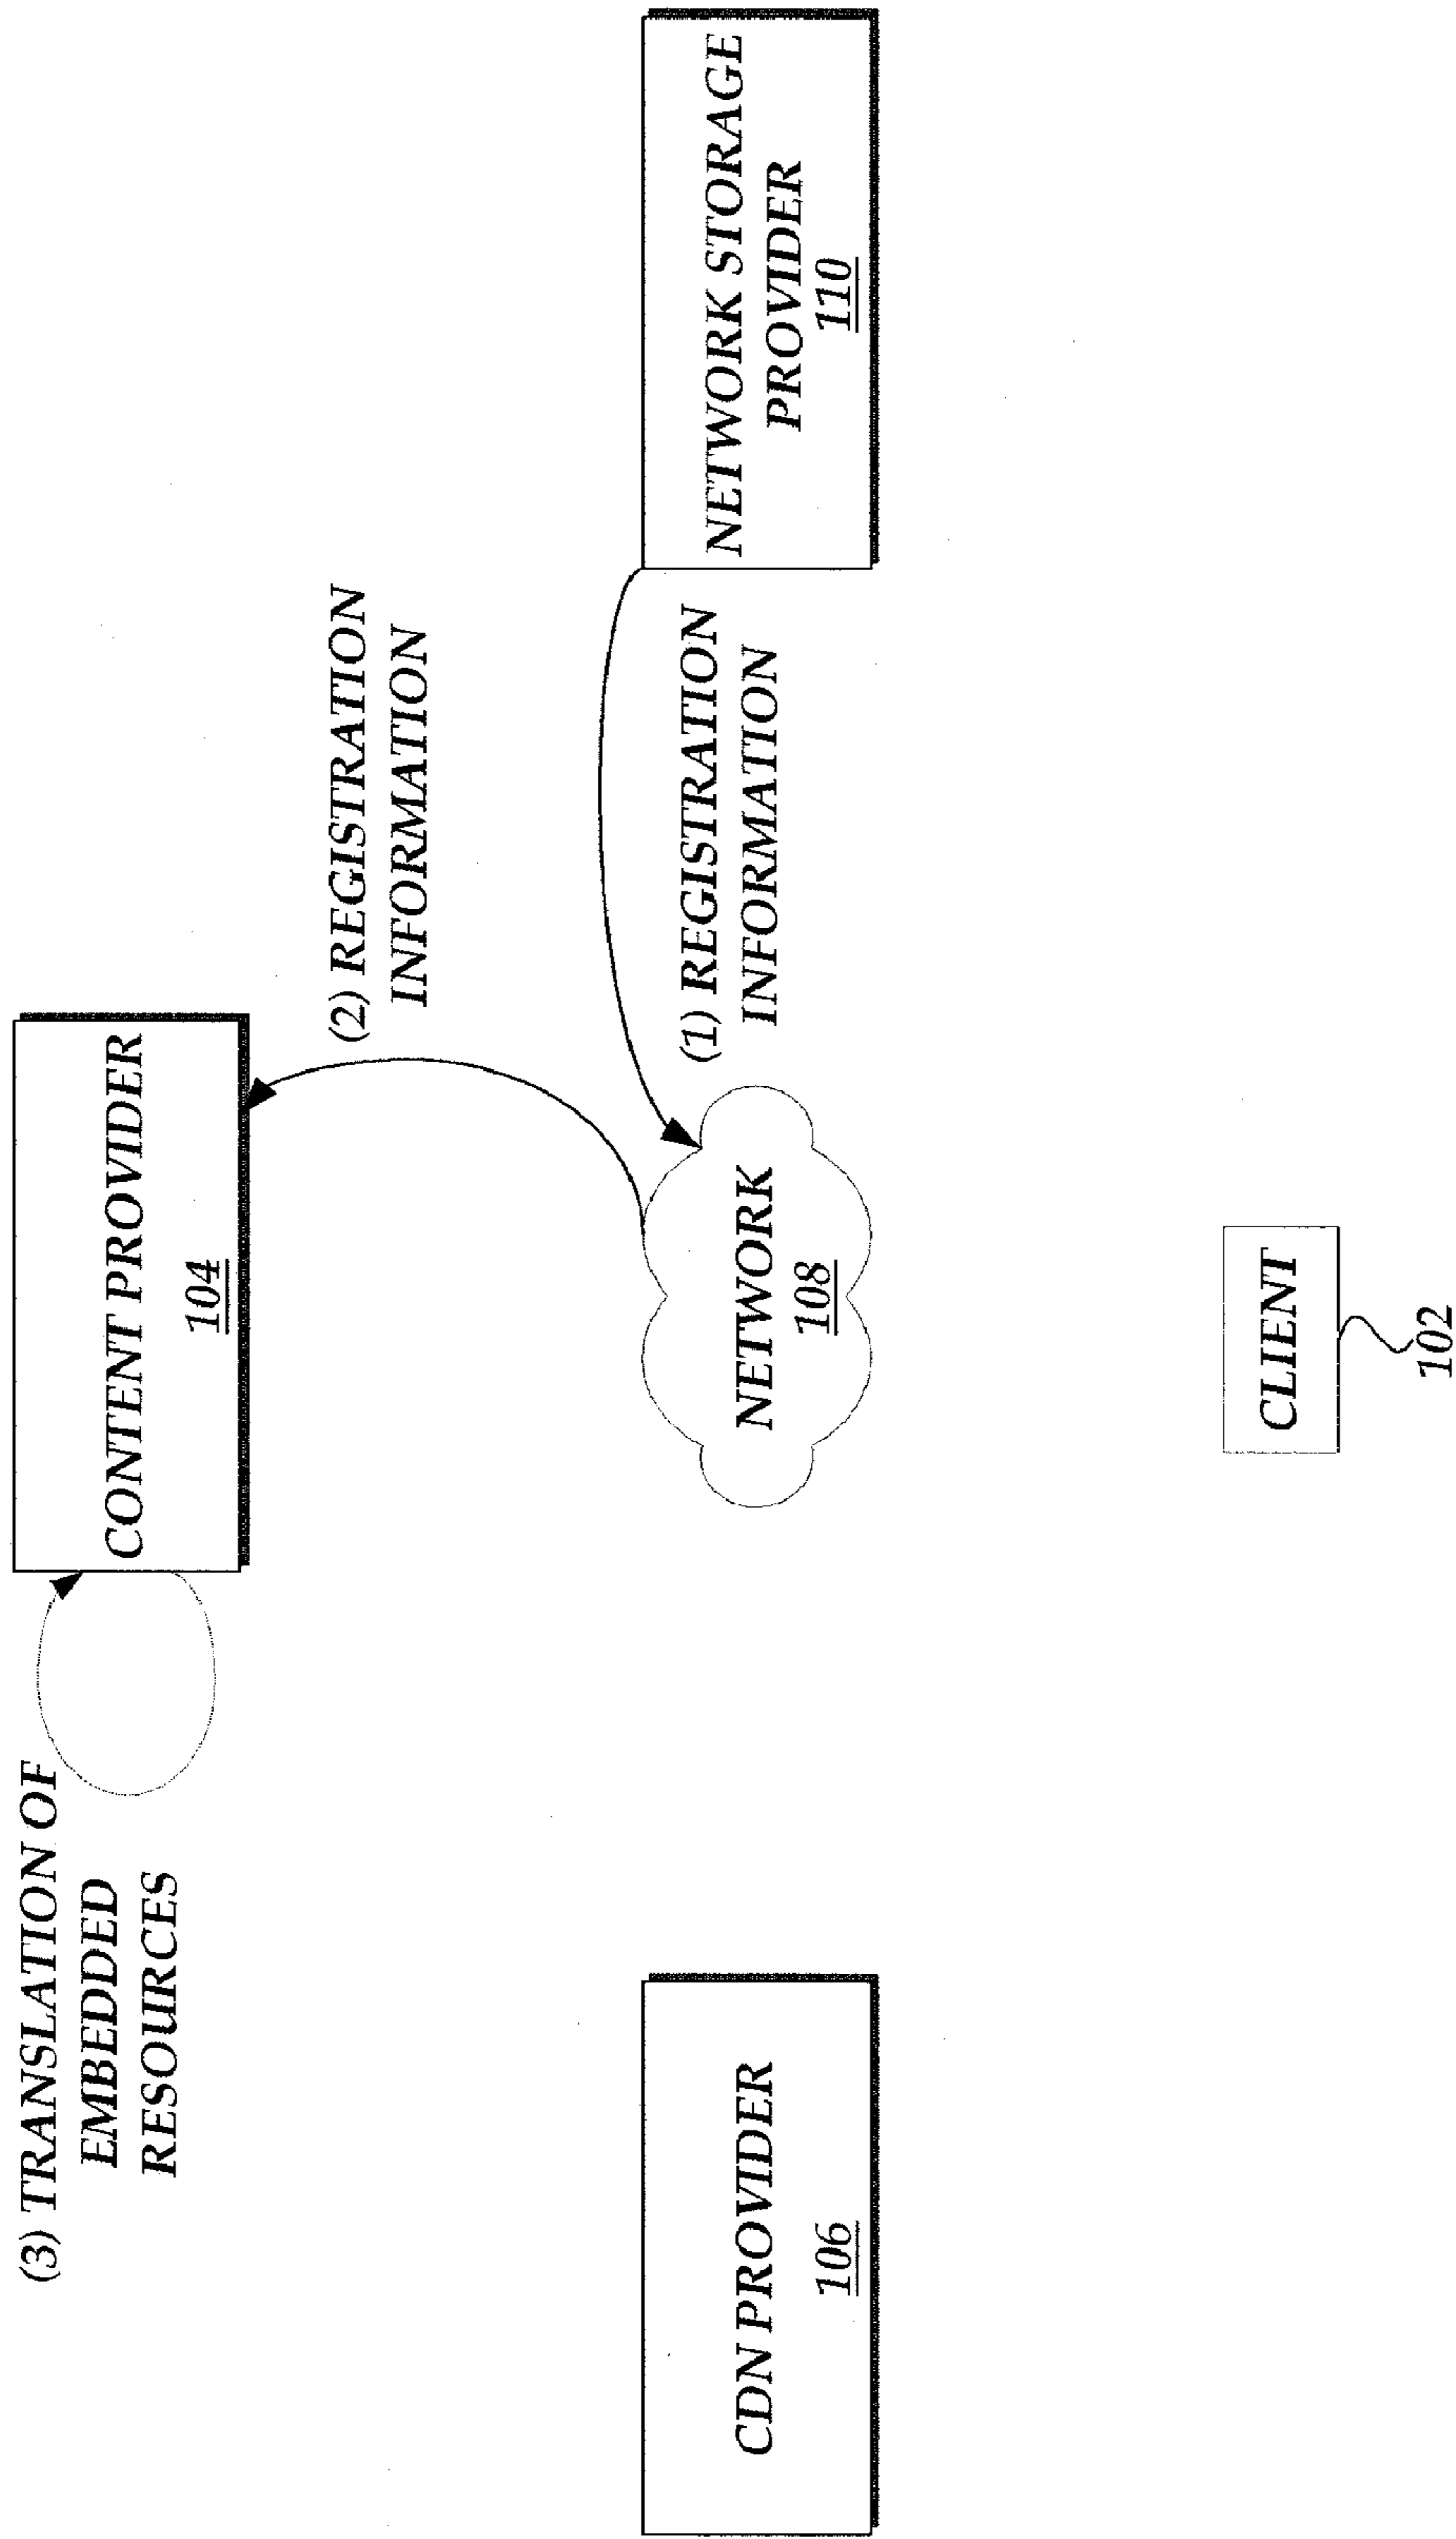 (3) TRANSLATION OF
EMBEDDED
RESOURCES
CONTENT PROVIDER
104
(2) REGISTRATION
INFORMATION
CDN PROVIDER
106
NETWORK
108
(1) REGISTRATION
INFORMATION
NETWORK STORAGE
PROVIDER
110
CLIENT
102